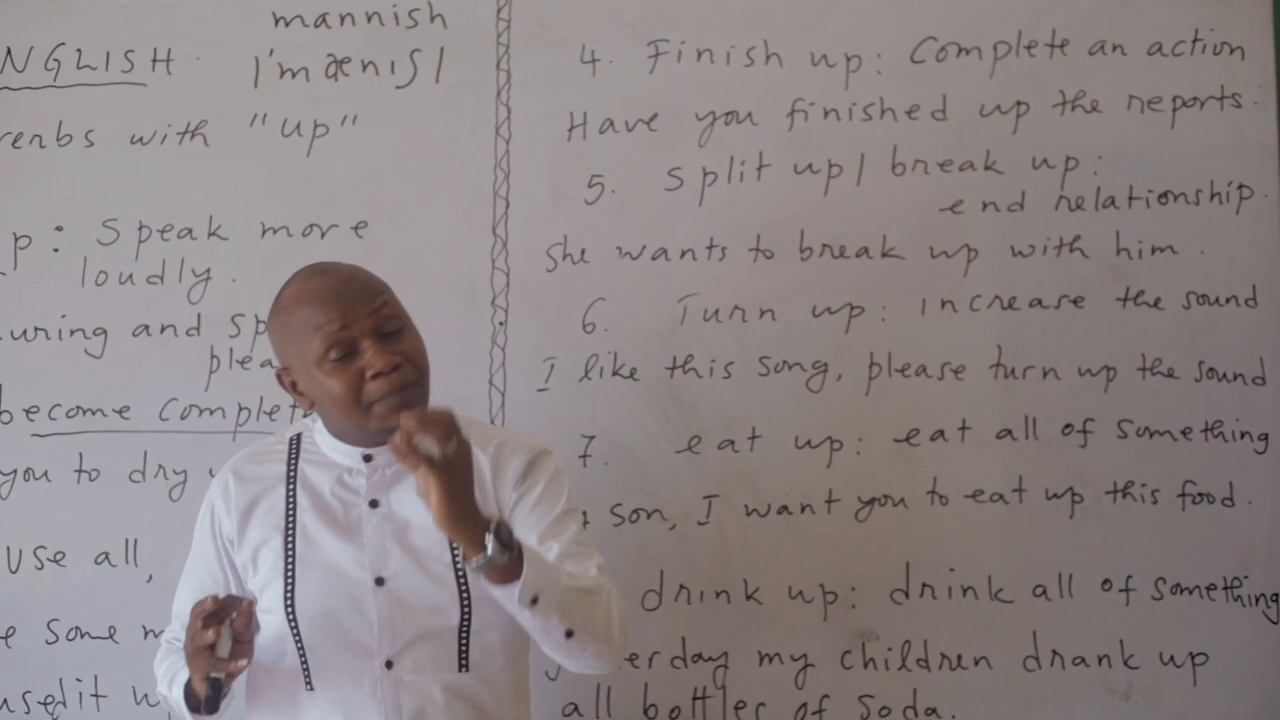 mannish
NGLISH. /'mænɪʃ/
verbs with "up"
p: Speak more
loudly.
uring and sp
plea
become complet
you to dry
Use all,
e some m
used it w
4. Finish up: Complete an action
Have you finished up the reports.
5. Split up/ break up:
end relationship.
She wants to break up with him.
6. Turn up: increase the sound
I like this song, please turn up the sound
7. eat up: eat all of something
son, I want you to eat up this food.
drink up: drink all of something
erday my children drank up
all bottles of soda.